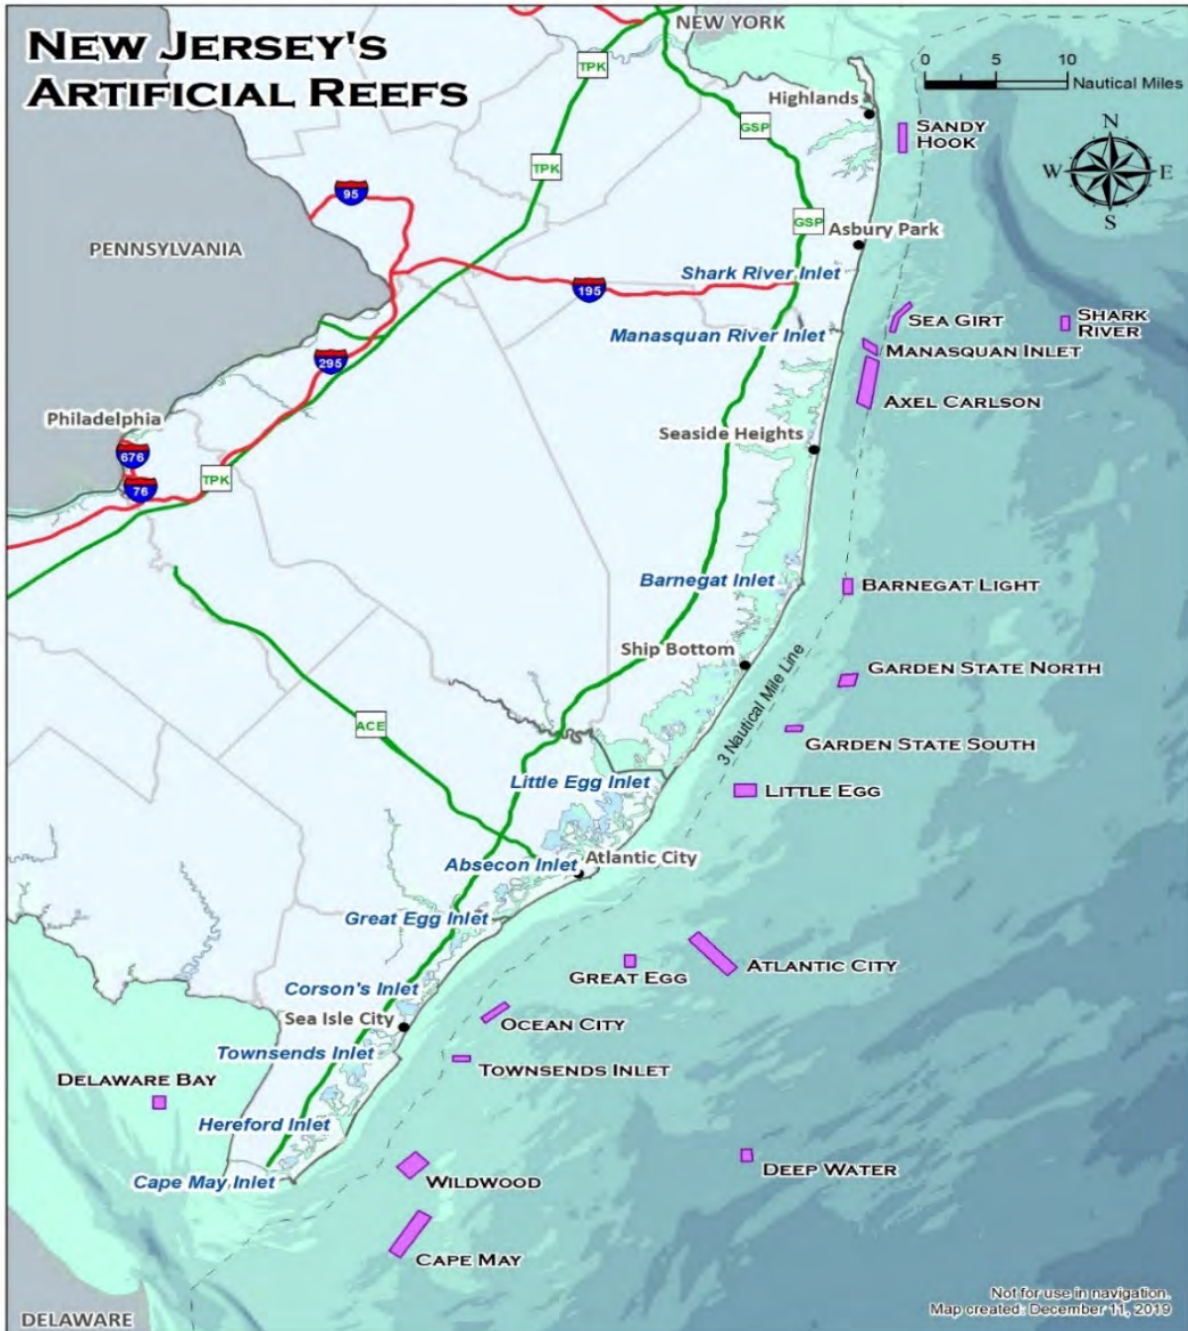 NEW JERSEY'S
ARTIFICIAL REEFS
NEW YORK
0 5 10
Nautical Miles
TPK
Highlands
SANDY
HOOK
GSP
N
W E
S
TPK
95
GSP
PENNSYLVANIA
Asbury Park
Shark River Inlet
195
SEA GIRT
SHARK
RIVER
Manasquan River Inlet
MANASQUAN INLET
295
AXEL CARLSON
Philadelphia
Seaside Heights
676
TPK
76
Barnegat Inlet
BARNEGAT LIGHT
Ship Bottom
GARDEN STATE NORTH
3 Nautical Mile Line
ACE
GARDEN STATE SOUTH
Little Egg Inlet
LITTLE EGG
Absecon Inlet
Atlantic City
Great Egg Inlet
ATLANTIC CITY
GREAT EGG
Corson's Inlet
Sea Isle City
OCEAN CITY
Townsends Inlet
TOWNSENDS INLET
DELAWARE BAY
Hereford Inlet
DEEP WATER
Cape May Inlet
WILDWOOD
CAPE MAY
Not for use in navigation.
Map created: December 11, 2019
DELAWARE